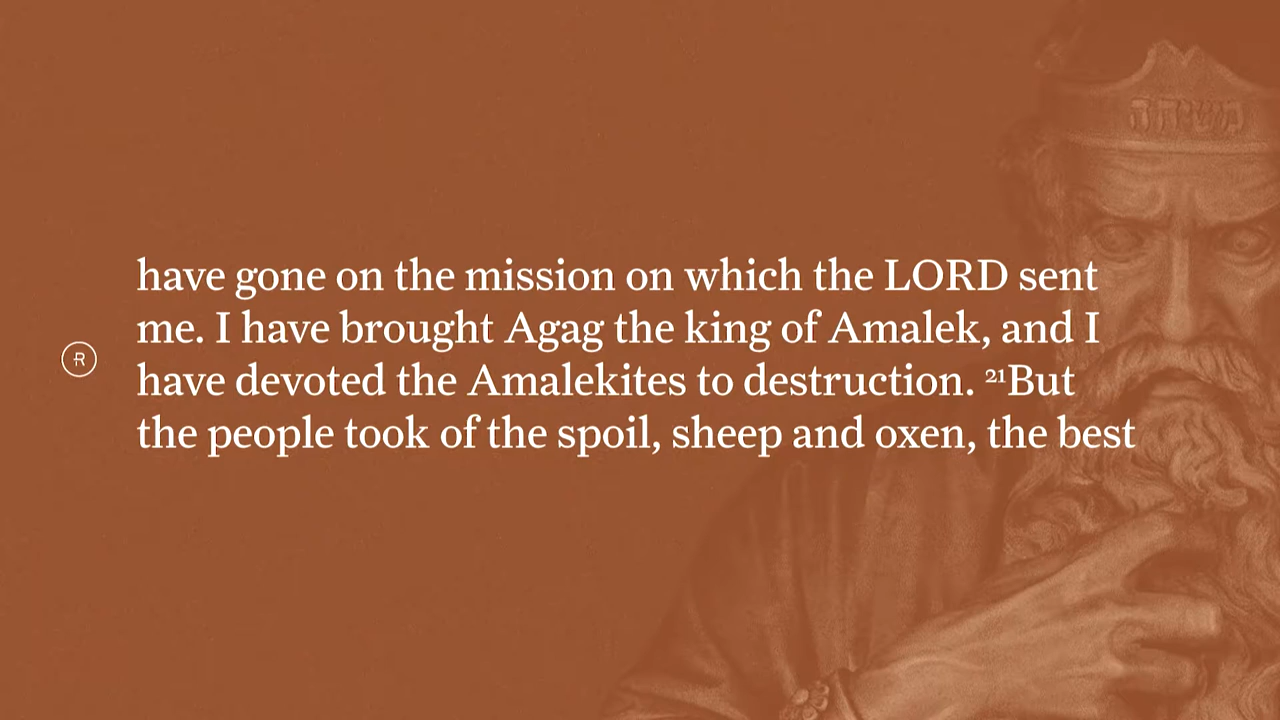 משיחה
have gone on the mission on which the LORD sent
me. I have brought Agag the king of Amalek, and I
R
have devoted the Amalekites to destruction. ²¹But
the people took of the spoil, sheep and oxen, the best